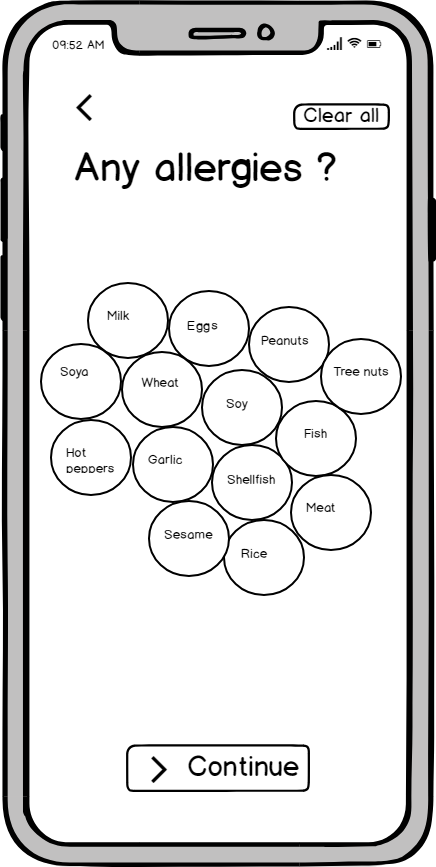 09:52 AM
Clear all
Any allergies ?
Milk
Eggs
Peanuts
Soya
Wheat
Tree nuts
Soy
Fish
Hot
peppers
Garlic
Shellfish
Meat
Sesame
Rice
Continue